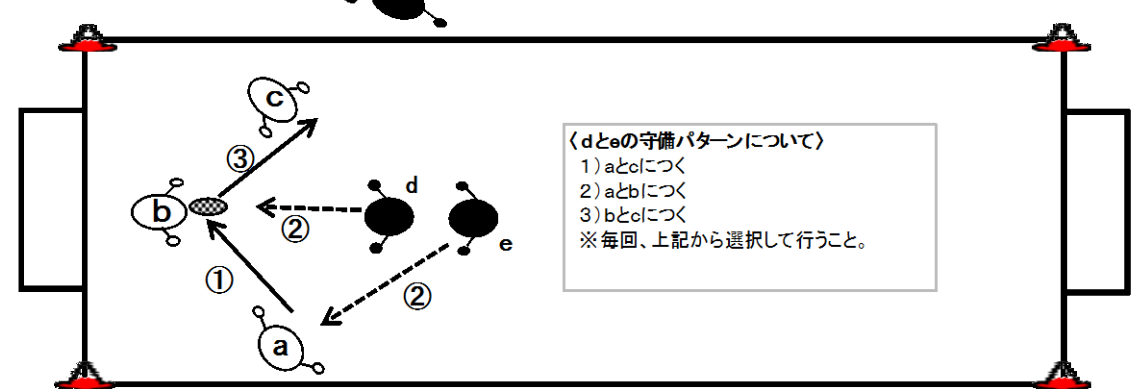 c
③
d
b
②
e
①
②
a
〈dとeの守備パターンについて〉
1)aとcにつく
2)aとbにつく
3)bとcにつく
※毎回、上記から選択して行うこと。